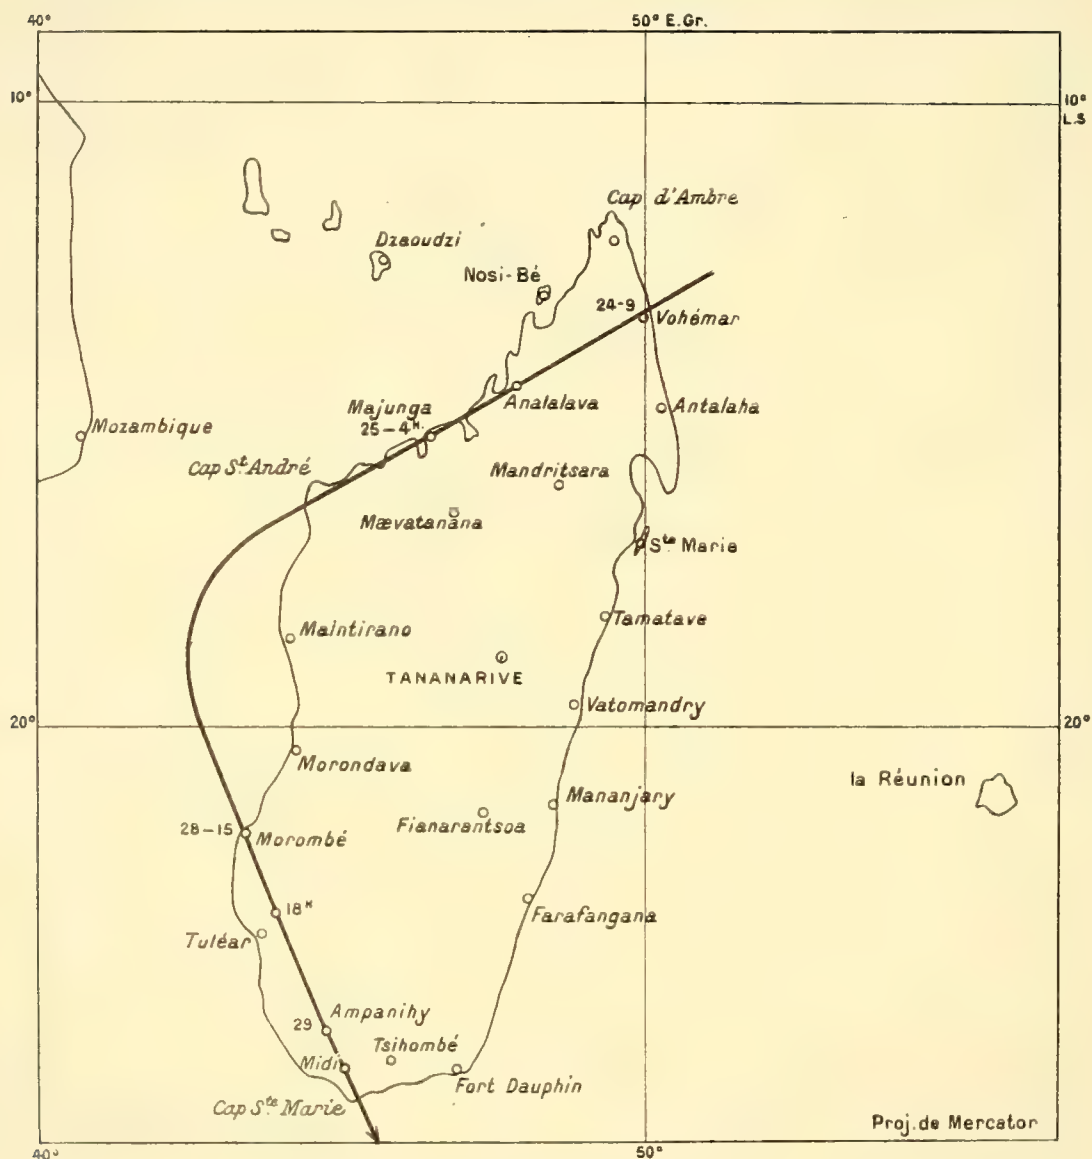 40°
50° E.Gr.
10°
10°
L.S
Cap d'Ambre
Dzaoudzi
Nosi-Bé
24-9
Vohémar
Analalava
Antalaha
Majunga
25-4ᴴ.
Mozambique
Cap Sᵗ André
Mandritsara
Mævatanana
Sᵗᵉ Marie
Tamatave
Maintirano
TANANARIVE
Vatomandry
20°
20°
Morondava
la Réunion
Mananjary
Fianarantsoa
28-15
Morombé
18ᴴ
Farafangana
Tuléar
Ampanihy
29
Tsihombé
Midi
Fort Dauphin
Cap Sᵗᵉ Marie
Proj. de Mercator
40°
50°